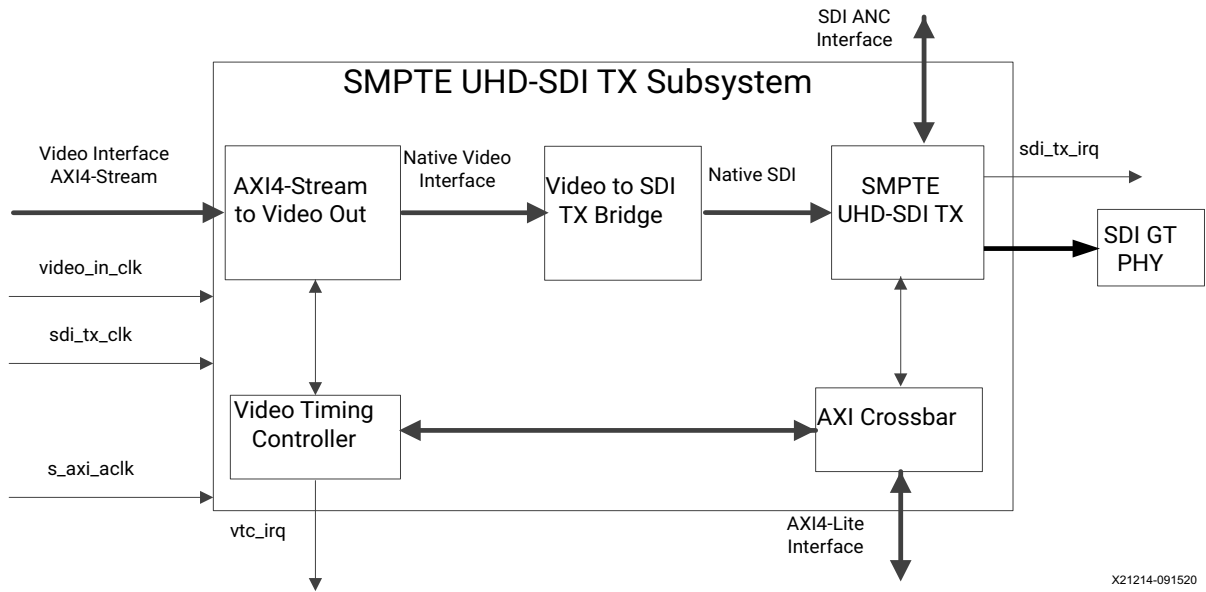 SDI ANC
Interface
SMPTE UHD-SDI TX Subsystem
Video Interface
AXI4-Stream
AXI4-Stream
to Video Out
Native Video
Interface
Video to SDI
TX Bridge
Native SDI
SMPTE
UHD-SDI TX
sdi_tx_irq
SDI GT
PHY
video_in_clk
sdi_tx_clk
Video Timing
Controller
AXI Crossbar
s_axi_aclk
vtc_irq
AXI4-Lite
Interface
X21214-091520